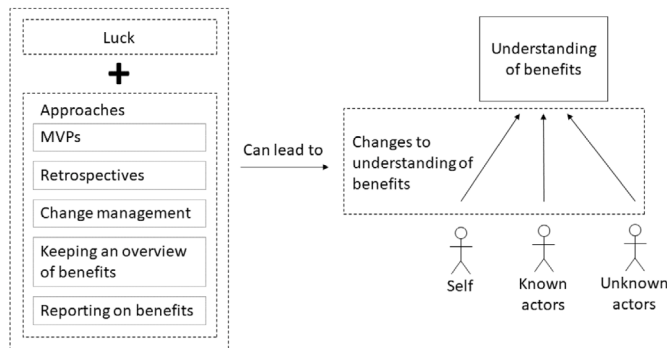 Luck
+
Approaches
MVPs
Retrospectives
Change management
Keeping an overview
of benefits
Reporting on benefits
Can lead to
Understanding
of benefits
Changes to
understanding of
benefits
Self
Known
actors
Unknown
actors